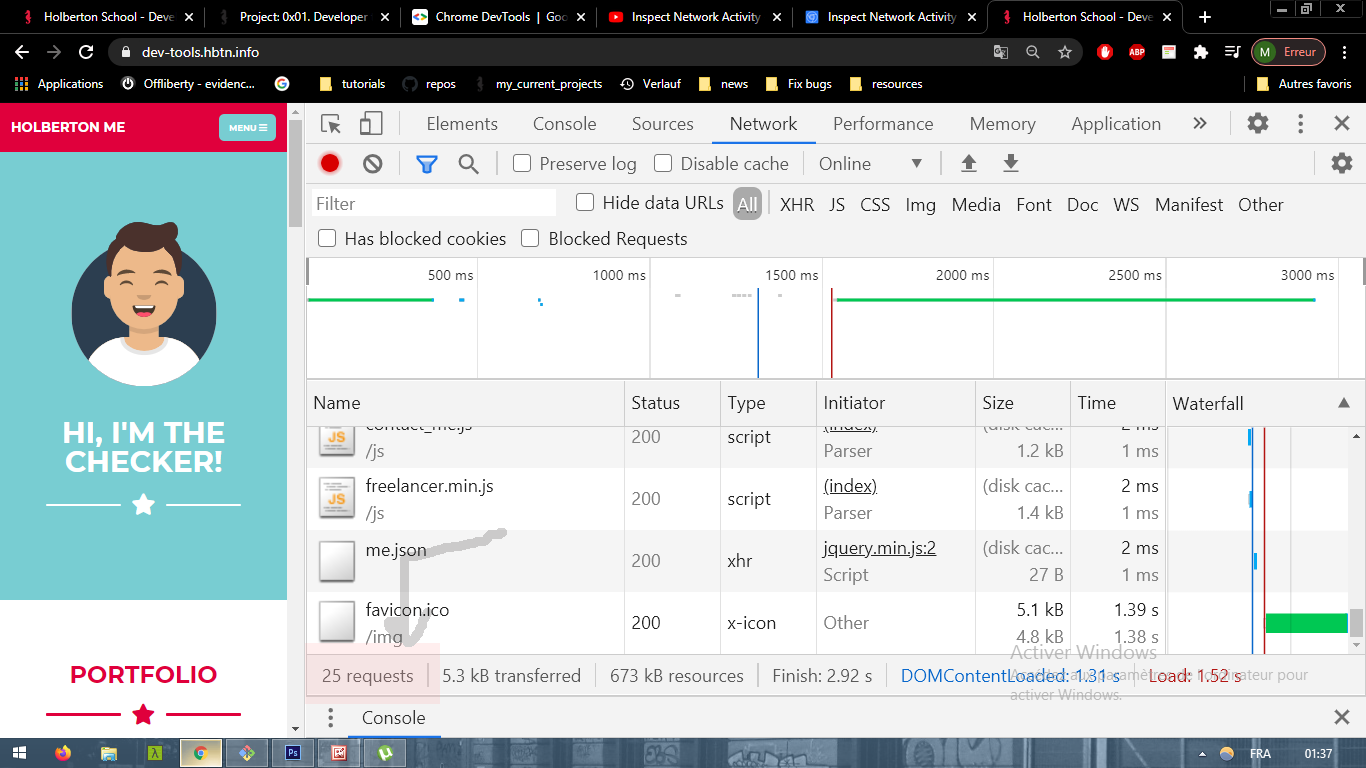 Holberton School - Deve
Project: 0x01. Developer
Chrome DevTools | Goo
Inspect Network Activity
Inspect Network Activity
Holberton School - Deve
dev-tools.hbtn.info
ABP
M Erreur
Applications
Offliberty - evidenc...
tutorials
repos
my_current_projects
Verlauf
news
Fix bugs
resources
Autres favoris
HOLBERTON ME
MENU
HI, I'M THE
CHECKER!
PORTFOLIO
Elements Console Sources Network Performance Memory Application
Preserve log Disable cache Online
Filter Hide data URLs All XHR JS CSS Img Media Font Doc WS Manifest Other
Has blocked cookies Blocked Requests
500 ms 1000 ms 1500 ms 2000 ms 2500 ms 3000 ms
Name Status Type Initiator Size Time Waterfall
contact_me.js 200 script (index) (disk cac... 2 ms
/js Parser 1.2 kB 1 ms
freelancer.min.js 200 script (index) (disk cac... 2 ms
/js Parser 1.4 kB 1 ms
me.json 200 xhr jquery.min.js:2 (disk cac... 2 ms
Script 27 B 1 ms
favicon.ico 200 x-icon Other 5.1 kB 1.39 s
/img 4.8 kB 1.38 s
25 requests 5.3 kB transferred 673 kB resources Finish: 2.92 s DOMContentLoaded: 1.31 s Load: 1.52 s
Activer Windows
activer Windows.
Console
Ps
FRA 01:37